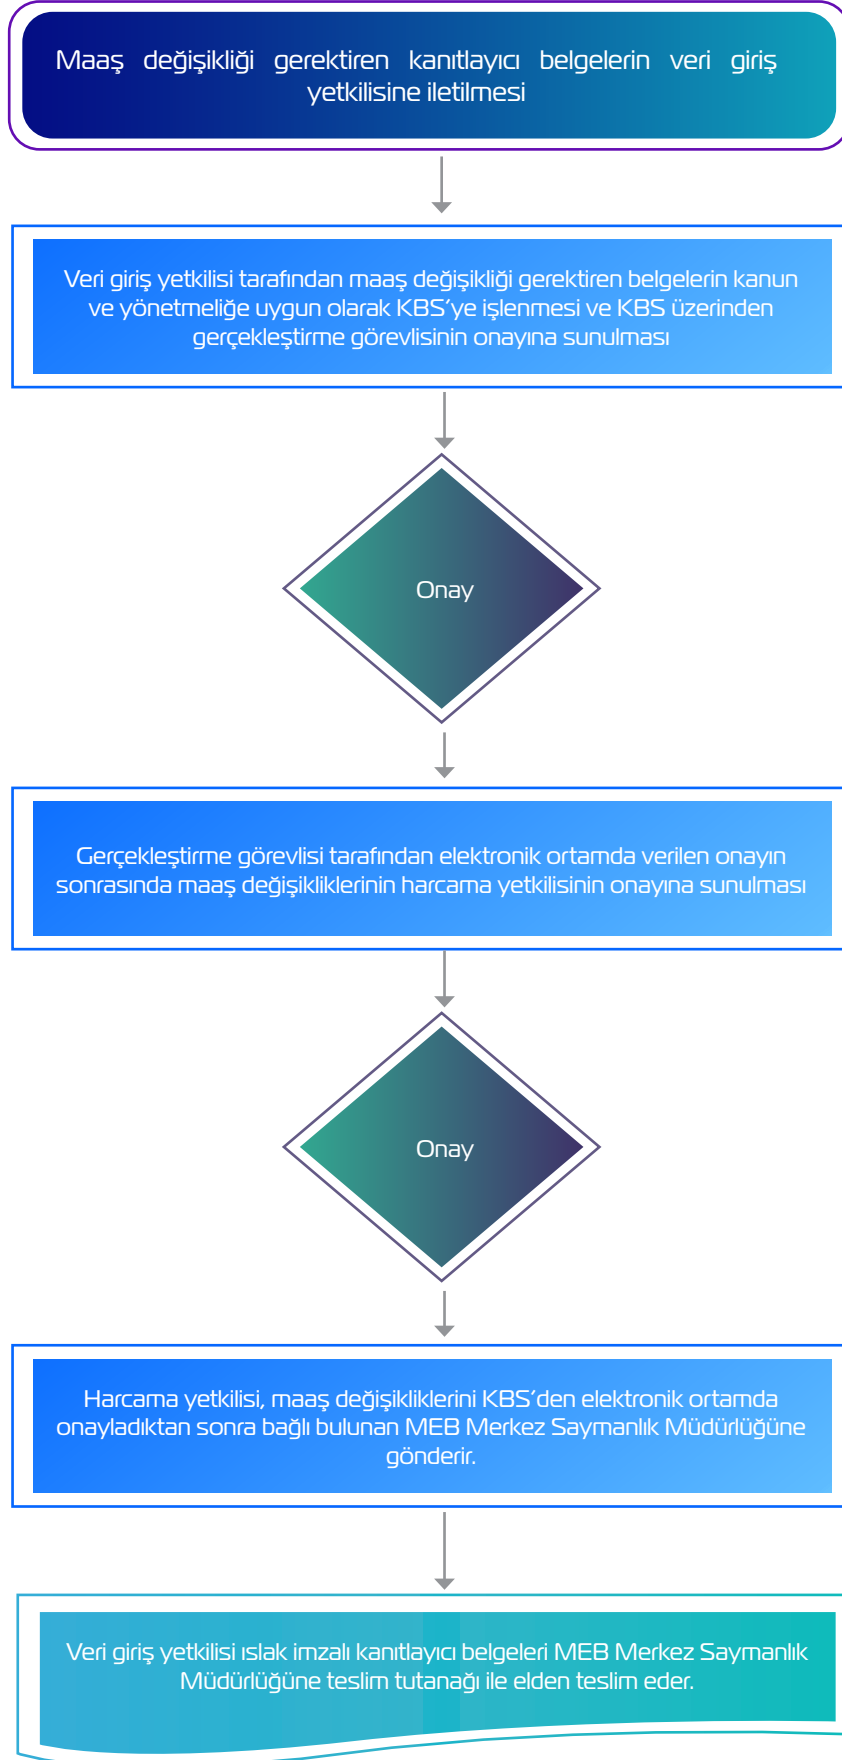 Maaş değişikliği gerektiren kanıtlayıcı belgelerin veri giriş
yetkilisine iletilmesi
Veri giriş yetkilisi tarafından maaş değişikliği gerektiren belgelerin kanun
ve yönetmeliğe uygun olarak KBS’ye işlenmesi ve KBS üzerinden
gerçekleştirme görevlisinin onayına sunulması
Onay
Gerçekleştirme görevlisi tarafından elektronik ortamda verilen onayın
sonrasında maaş değişikliklerinin harcama yetkilisinin onayına sunulması
Onay
Harcama yetkilisi, maaş değişikliklerini KBS’den elektronik ortamda
onayladıktan sonra bağlı bulunan MEB Merkez Saymanlık Müdürlüğüne
gönderir.
Veri giriş yetkilisi ıslak imzalı kanıtlayıcı belgeleri MEB Merkez Saymanlık
Müdürlüğüne teslim tutanağı ile elden teslim eder.